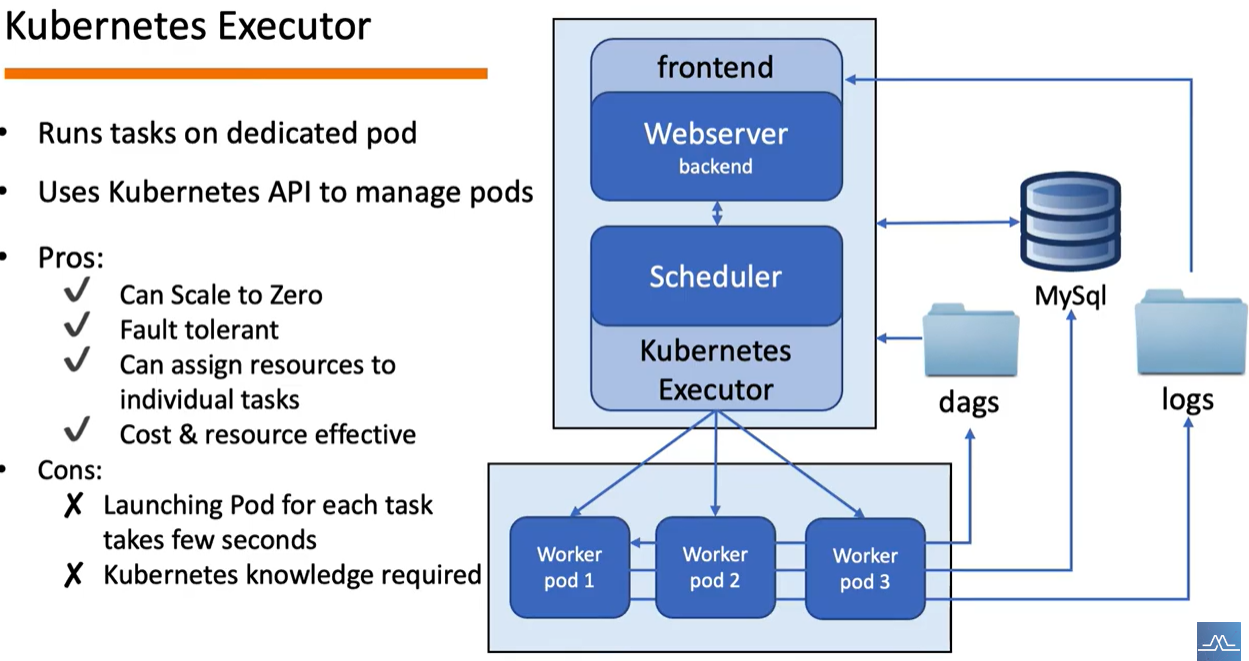 Kubernetes Executor
• Runs tasks on dedicated pod
• Uses Kubernetes API to manage pods
• Pros:
✓ Can Scale to Zero
✓ Fault tolerant
✓ Can assign resources to
individual tasks
✓ Cost & resource effective
• Cons:
✗ Launching Pod for each task
takes few seconds
✗ Kubernetes knowledge required
frontend
Webserver
backend
Scheduler
Kubernetes
Executor
MySql
dags
logs
Worker
pod 1
Worker
pod 2
Worker
pod 3